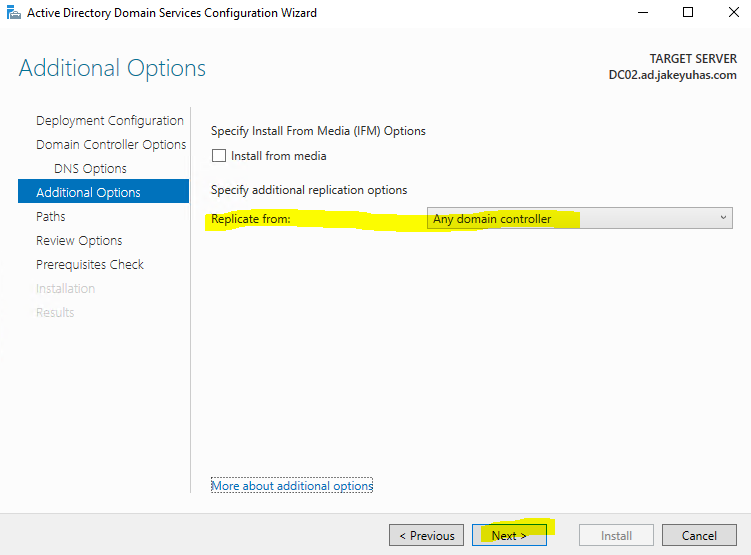 Active Directory Domain Services Configuration Wizard
Additional Options
TARGET SERVER
DC02.ad.jakeyuhas.com
Deployment Configuration
Domain Controller Options
DNS Options
Additional Options
Paths
Review Options
Prerequisites Check
Installation
Results
Specify Install From Media (IFM) Options
Install from media
Specify additional replication options
Replicate from: Any domain controller
More about additional options
< Previous Next > Install Cancel